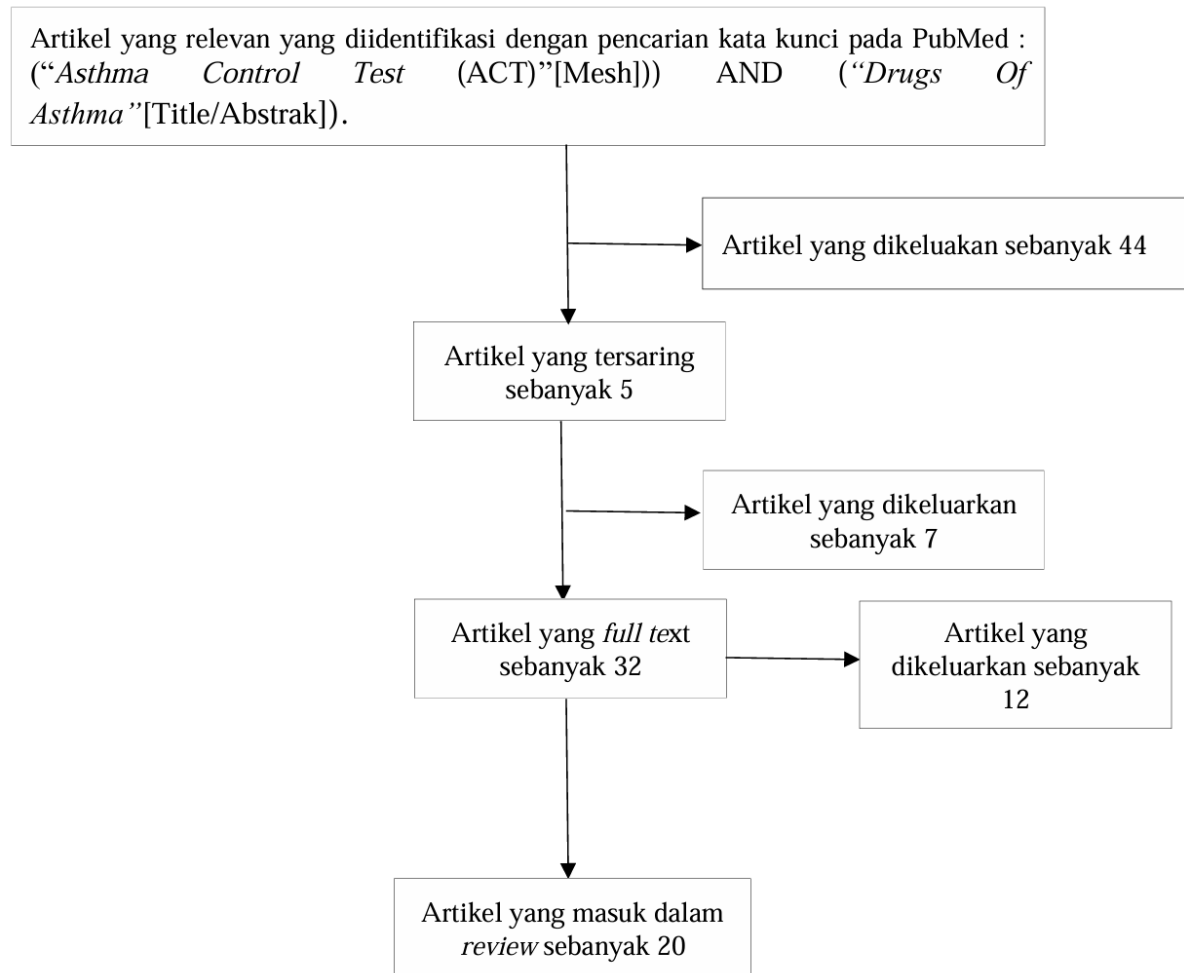 Artikel yang relevan yang diidentifikasi dengan pencarian kata kunci pada PubMed :
(“Asthma Control Test (ACT)”[Mesh])) AND (“Drugs Of
Asthma”[Title/Abstrak]).
Artikel yang dikeluakan sebanyak 44
Artikel yang tersaring
sebanyak 5
Artikel yang dikeluarkan
sebanyak 7
Artikel yang full text
sebanyak 32
Artikel yang
dikeluarkan sebanyak
12
Artikel yang masuk dalam
review sebanyak 20